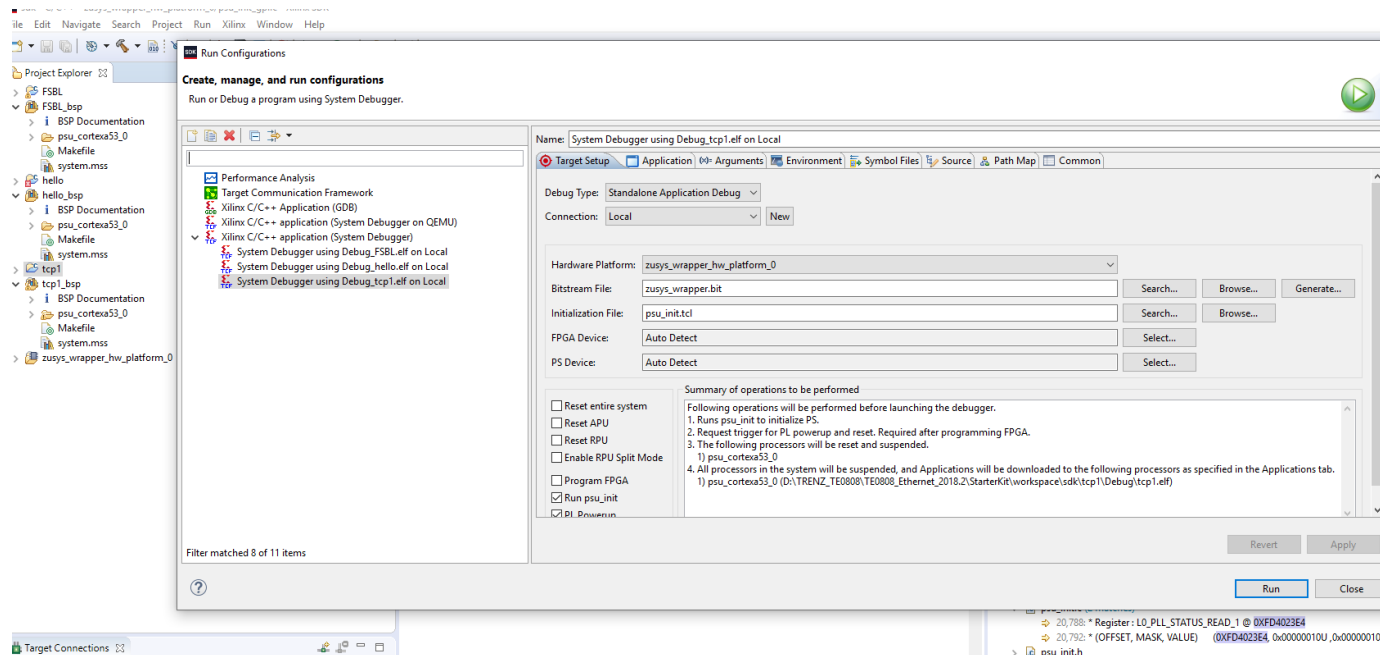 File Edit Navigate Search Project Run Xilinx Window Help
Project Explorer
FSBL
FSBL_bsp
BSP Documentation
psu_cortexa53_0
Makefile
system.mss
hello
hello_bsp
BSP Documentation
psu_cortexa53_0
Makefile
system.mss
tcp1
tcp1_bsp
BSP Documentation
psu_cortexa53_0
Makefile
system.mss
zusys_wrapper_hw_platform_0
SDK Run Configurations
Create, manage, and run configurations
Run or Debug a program using System Debugger.
Performance Analysis
Target Communication Framework
Xilinx C/C++ Application (GDB)
Xilinx C/C++ application (System Debugger on QEMU)
Xilinx C/C++ application (System Debugger)
System Debugger using Debug_FSBL.elf on Local
System Debugger using Debug_hello.elf on Local
System Debugger using Debug_tcp1.elf on Local
Filter matched 8 of 11 items
Name: System Debugger using Debug_tcp1.elf on Local
Target Setup Application (x)= Arguments Environment Symbol Files Source Path Map Common
Debug Type: Standalone Application Debug
Connection: Local New
Hardware Platform: zusys_wrapper_hw_platform_0
Bitstream File: zusys_wrapper.bit Search... Browse... Generate...
Initialization File: psu_init.tcl Search... Browse...
FPGA Device: Auto Detect Select...
PS Device: Auto Detect Select...
Reset entire system
Reset APU
Reset RPU
Enable RPU Split Mode
Program FPGA
Run psu_init
PL Powerup
Summary of operations to be performed
Following operations will be performed before launching the debugger.
1. Runs psu_init to initialize PS.
2. Request trigger for PL powerup and reset. Required after programming FPGA.
3. The following processors will be reset and suspended.
1) psu_cortexa53_0
4. All processors in the system will be suspended, and Applications will be downloaded to the following processors as specified in the Applications tab.
1) psu_cortexa53_0 (D:\TRENZ_TE0808\TE0808_Ethernet_2018.2\StarterKit\workspace\sdk\tcp1\Debug\tcp1.elf)
Revert Apply
Run Close
20,788: * Register : L0_PLL_STATUS_READ_1 @ 0XFD4023E4
20,792: * (OFFSET, MASK, VALUE) (0XFD4023E4, 0x00000010U ,0x00000010
psu_init.h
Target Connections